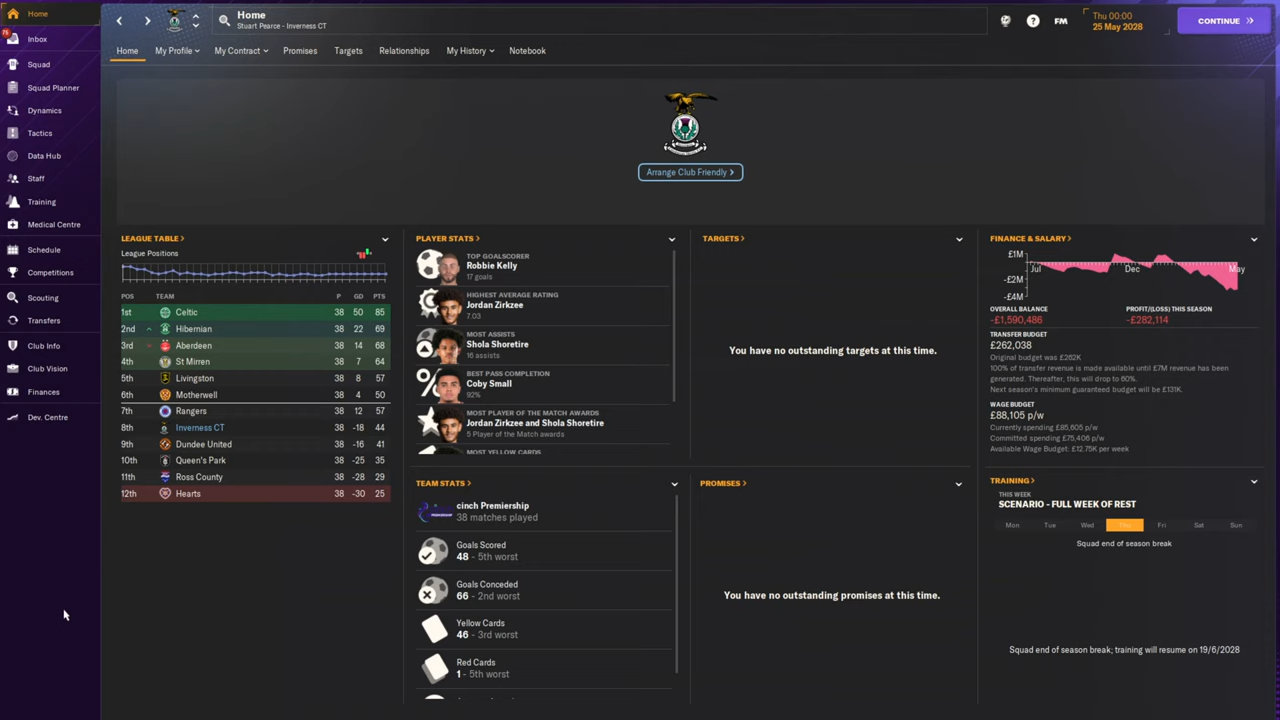 Home
Inbox
Squad
Squad Planner
Dynamics
Tactics
Data Hub
Staff
Training
Medical Centre
Schedule
Competitions
Scouting
Transfers
Club Info
Club Vision
Finances
Dev. Centre
Home
Stuart Pearce - Inverness CT
FM
Thu 00:00
25 May 2028
CONTINUE
Home My Profile My Contract Promises Targets Relationships My History Notebook
Arrange Club Friendly >
LEAGUE TABLE >
League Positions
POS TEAM P GD PTS
1st Celtic 38 50 85
2nd Hibernian 38 22 69
3rd Aberdeen 38 14 68
4th St Mirren 38 7 64
5th Livingston 38 8 57
6th Motherwell 38 4 50
7th Rangers 38 12 57
8th Inverness CT 38 -18 44
9th Dundee United 38 -16 41
10th Queen's Park 38 -25 35
11th Ross County 38 -28 29
12th Hearts 38 -30 25
PLAYER STATS >
TOP GOALSCORER
Robbie Kelly
17 goals
HIGHEST AVERAGE RATING
Jordan Zirkzee
7.03
MOST ASSISTS
Shola Shoretire
16 assists
BEST PASS COMPLETION
Coby Small
92%
MOST PLAYER OF THE MATCH AWARDS
Jordan Zirkzee and Shola Shoretire
5 Player of the Match awards
MOST YELLOW CARDS
TEAM STATS >
cinch Premiership
38 matches played
Goals Scored
48 - 5th worst
Goals Conceded
66 - 2nd worst
Yellow Cards
46 - 3rd worst
Red Cards
1 - 5th worst
TARGETS >
You have no outstanding targets at this time.
PROMISES >
You have no outstanding promises at this time.
FINANCE & SALARY >
£1M
-£2M
-£4M
Jul Dec May
OVERALL BALANCE PROFIT/(LOSS) THIS SEASON
-£1,590,486 -£282,114
TRANSFER BUDGET
£262,038
Original budget was £262K
100% of transfer revenue is made available until £7M revenue has been
generated. Thereafter, this will drop to 60%.
Next season's minimum guaranteed budget will be £131K.
WAGE BUDGET
£88,105 p/w
Currently spending £85,605 p/w
Committed spending £75,406 p/w
Available Wage Budget: £12.75K per week
TRAINING >
THIS WEEK
SCENARIO - FULL WEEK OF REST
Mon Tue Wed Thu Fri Sat Sun
Squad end of season break
Squad end of season break; training will resume on 19/6/2028